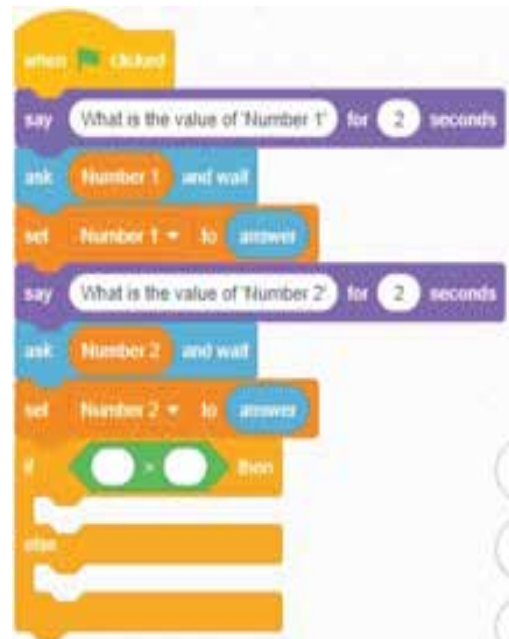 when clicked
say What is the value of 'Number 1' for 2 seconds
ask Number 1 and wait
set Number 1 to answer
say What is the value of 'Number 2' for 2 seconds
ask Number 2 and wait
set Number 2 to answer
if > then
else